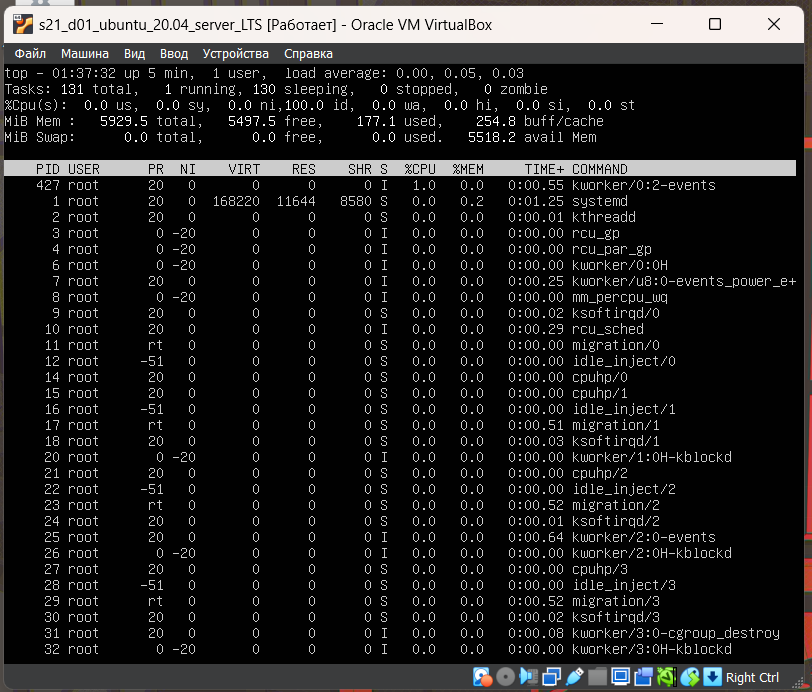 s21_d01_ubuntu_20.04_server_LTS [Работает] - Oracle VM VirtualBox
Файл Машина Вид Ввод Устройства Справка
top - 01:37:32 up 5 min,  1 user,  load average: 0.00, 0.05, 0.03
Tasks: 131 total,   1 running, 130 sleeping,   0 stopped,   0 zombie
%Cpu(s):  0.0 us,  0.0 sy,  0.0 ni,100.0 id,  0.0 wa,  0.0 hi,  0.0 si,  0.0 st
MiB Mem :   5929.5 total,   5497.5 free,    177.1 used,    254.8 buff/cache
MiB Swap:      0.0 total,      0.0 free,      0.0 used.   5518.2 avail Mem
PID USER PR NI VIRT RES SHR S %CPU %MEM TIME+ COMMAND
427 root 20 0 0 0 0 I 1.0 0.0 0:00.55 kworker/0:2-events
1 root 20 0 168220 11644 8580 S 0.0 0.2 0:01.25 systemd
2 root 20 0 0 0 0 S 0.0 0.0 0:00.01 kthreadd
3 root 0 -20 0 0 0 I 0.0 0.0 0:00.00 rcu_gp
4 root 0 -20 0 0 0 I 0.0 0.0 0:00.00 rcu_par_gp
6 root 0 -20 0 0 0 I 0.0 0.0 0:00.00 kworker/0:0H
7 root 20 0 0 0 0 I 0.0 0.0 0:00.25 kworker/u8:0-events_power_e+
8 root 0 -20 0 0 0 I 0.0 0.0 0:00.00 mm_percpu_wq
9 root 20 0 0 0 0 S 0.0 0.0 0:00.02 ksoftirqd/0
10 root 20 0 0 0 0 I 0.0 0.0 0:00.29 rcu_sched
11 root rt 0 0 0 0 S 0.0 0.0 0:00.00 migration/0
12 root -51 0 0 0 0 S 0.0 0.0 0:00.00 idle_inject/0
14 root 20 0 0 0 0 S 0.0 0.0 0:00.00 cpuhp/0
15 root 20 0 0 0 0 S 0.0 0.0 0:00.00 cpuhp/1
16 root -51 0 0 0 0 S 0.0 0.0 0:00.00 idle_inject/1
17 root rt 0 0 0 0 S 0.0 0.0 0:00.51 migration/1
18 root 20 0 0 0 0 S 0.0 0.0 0:00.03 ksoftirqd/1
20 root 0 -20 0 0 0 I 0.0 0.0 0:00.00 kworker/1:0H-kblockd
21 root 20 0 0 0 0 S 0.0 0.0 0:00.00 cpuhp/2
22 root -51 0 0 0 0 S 0.0 0.0 0:00.00 idle_inject/2
23 root rt 0 0 0 0 S 0.0 0.0 0:00.52 migration/2
24 root 20 0 0 0 0 S 0.0 0.0 0:00.01 ksoftirqd/2
25 root 20 0 0 0 0 I 0.0 0.0 0:00.64 kworker/2:0-events
26 root 0 -20 0 0 0 I 0.0 0.0 0:00.00 kworker/2:0H-kblockd
27 root 20 0 0 0 0 S 0.0 0.0 0:00.00 cpuhp/3
28 root -51 0 0 0 0 S 0.0 0.0 0:00.00 idle_inject/3
29 root rt 0 0 0 0 S 0.0 0.0 0:00.52 migration/3
30 root 20 0 0 0 0 S 0.0 0.0 0:00.02 ksoftirqd/3
31 root 20 0 0 0 0 I 0.0 0.0 0:00.08 kworker/3:0-cgroup_destroy
32 root 0 -20 0 0 0 I 0.0 0.0 0:00.00 kworker/3:0H-kblockd
Right Ctrl